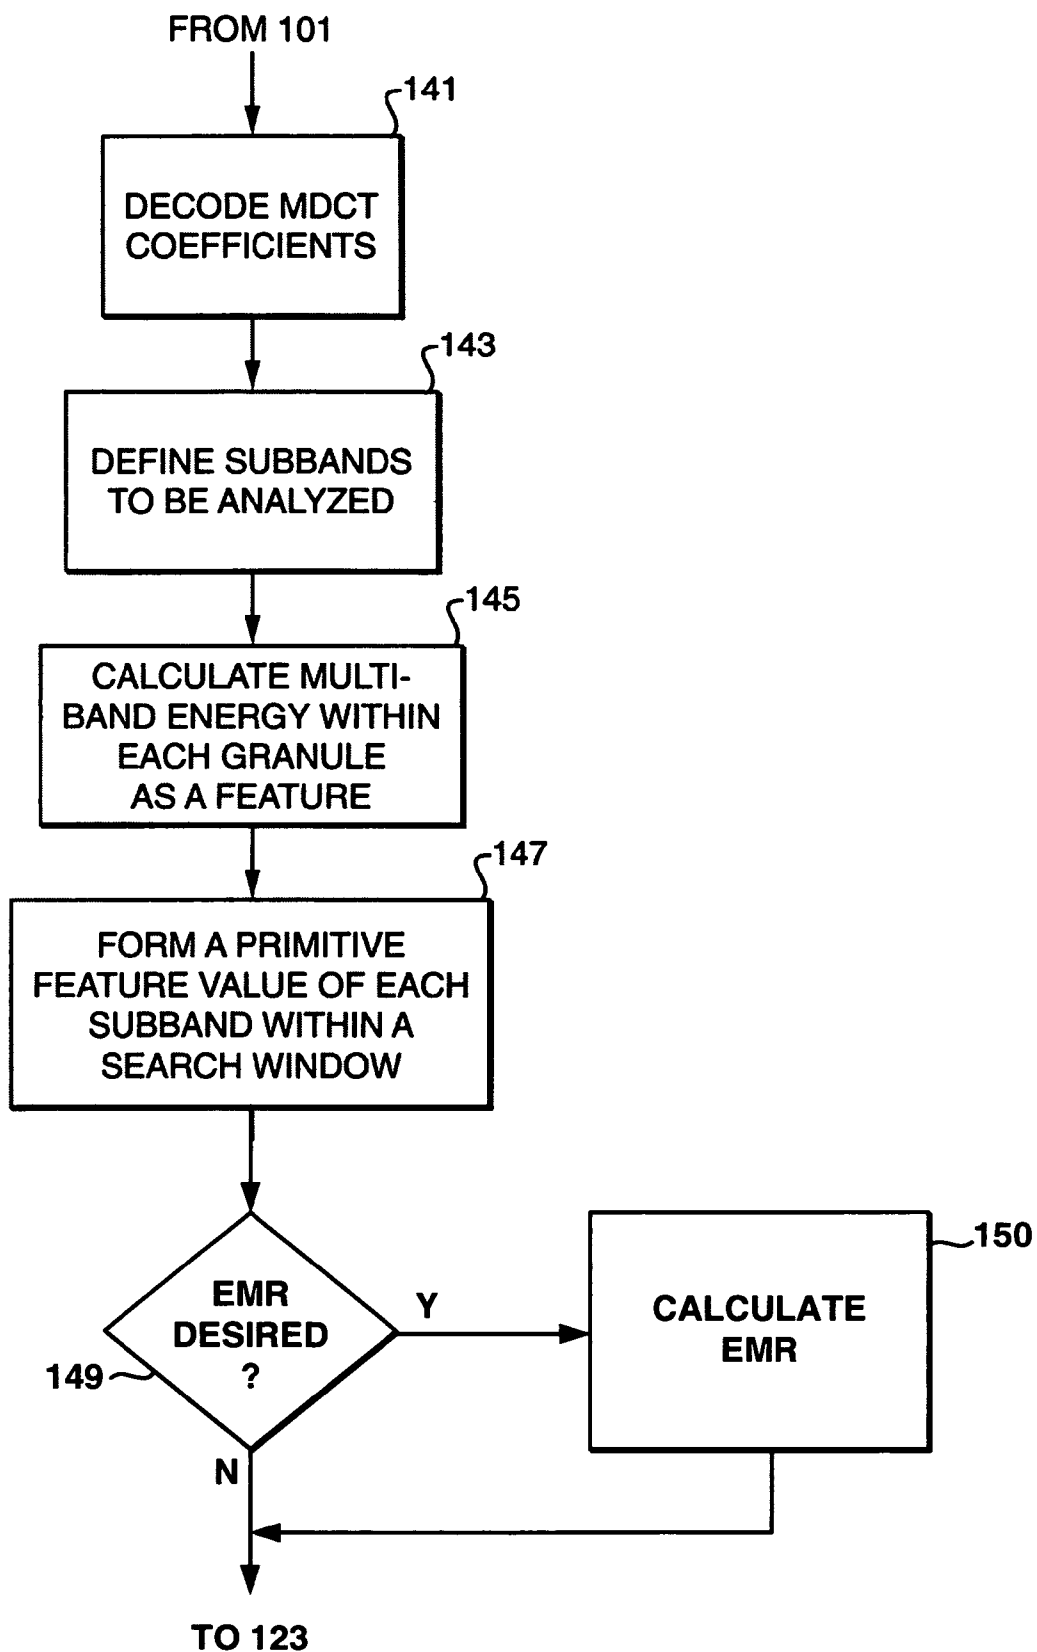 FROM 101
141
DECODE MDCT
COEFFICIENTS
143
DEFINE SUBBANDS
TO BE ANALYZED
145
CALCULATE MULTI-
BAND ENERGY WITHIN
EACH GRANULE
AS A FEATURE
147
FORM A PRIMITIVE
FEATURE VALUE OF EACH
SUBBAND WITHIN A
SEARCH WINDOW
EMR
DESIRED
?
149
Y
150
CALCULATE
EMR
N
TO 123